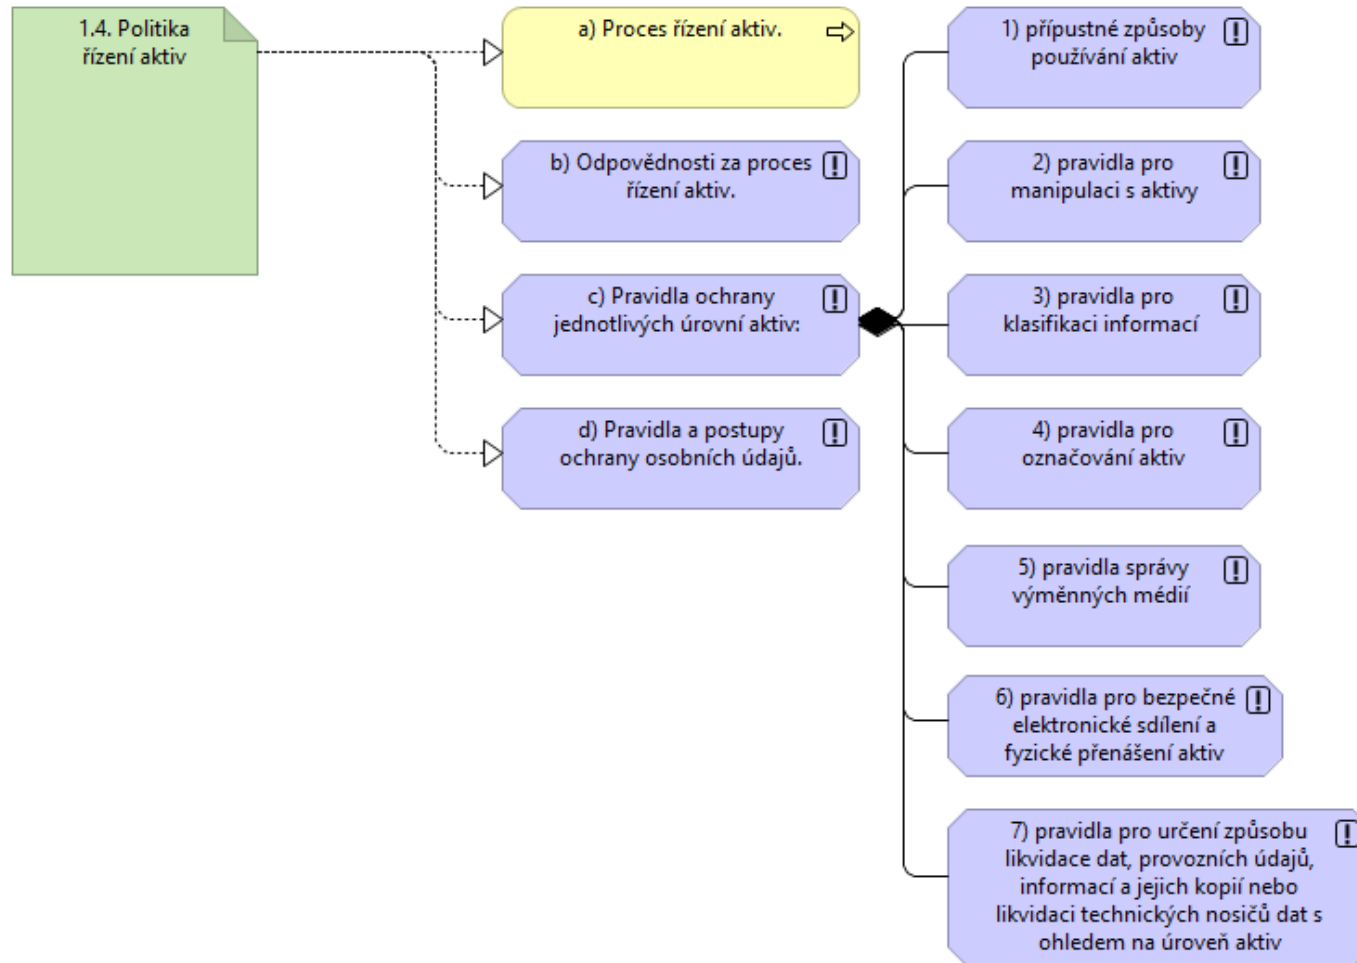 1.4. Politika
řízení aktiv
a) Proces řízení aktiv.
b) Odpovědnosti za proces
řízení aktiv.
c) Pravidla ochrany
jednotlivých úrovní aktiv:
d) Pravidla a postupy
ochrany osobních údajů.
1) přípustné způsoby
používání aktiv
2) pravidla pro
manipulaci s aktivy
3) pravidla pro
klasifikaci informací
4) pravidla pro
označování aktiv
5) pravidla správy
výměnných médií
6) pravidla pro bezpečné
elektronické sdílení a
fyzické přenášení aktiv
7) pravidla pro určení způsobu
likvidace dat, provozních údajů,
informací a jejich kopií nebo
likvidaci technických nosičů dat s
ohledem na úroveň aktiv